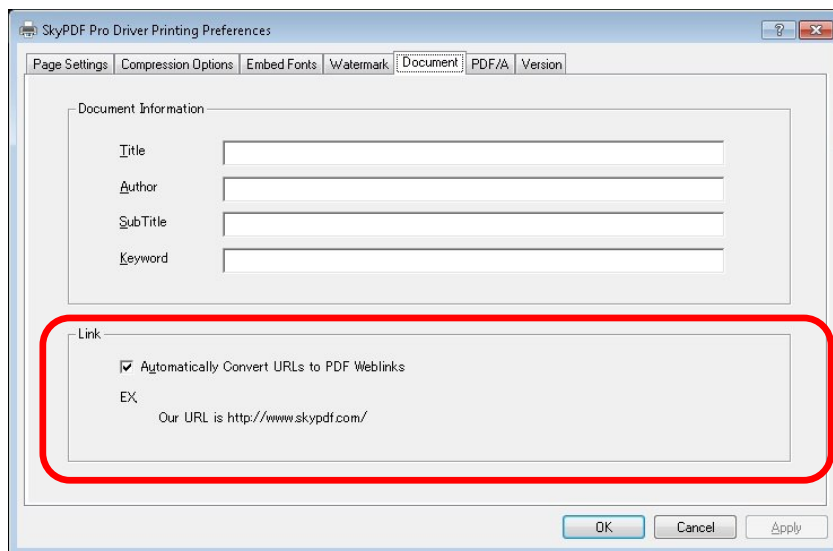 SkyPDF Pro Driver Printing Preferences
Page Settings Compression Options Embed Fonts Watermark Document PDF/A Version
Document Information
Title
Author
SubTitle
Keyword
Link
Automatically Convert URLs to PDF Weblinks
EX.
Our URL is http://www.skypdf.com/
OK Cancel Apply